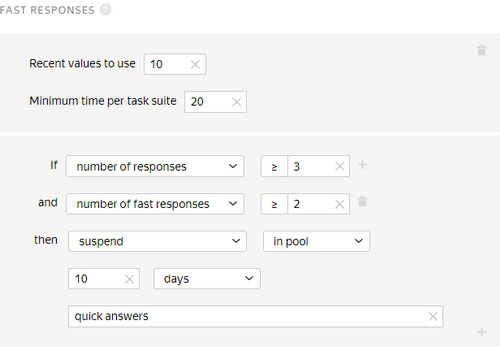 FAST RESPONSES ?
Recent values to use 10
Minimum time per task suite 20
If number of responses ≥ 3
and number of fast responses ≥ 2
then suspend in pool
10 days
quick answers